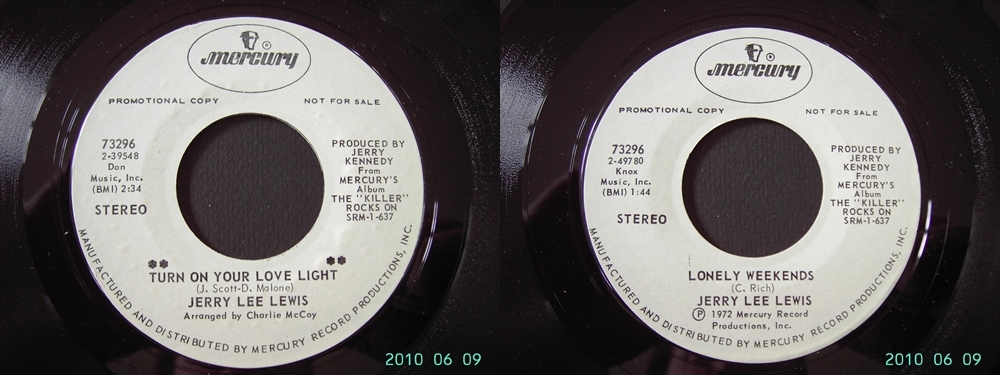 mercury ®
PROMOTIONAL COPY
NOT FOR SALE
73296
2-39548
Don
Music, Inc.
(BMI) 2:34
STEREO
PRODUCED BY
JERRY
KENNEDY
From
MERCURY'S
Album
THE "KILLER"
ROCKS ON
SRM-1-637
** TURN ON YOUR LOVE LIGHT **
(J. Scott-D. Malone)
JERRY LEE LEWIS
Arranged by Charlie McCoy
MANUFACTURED AND DISTRIBUTED BY MERCURY RECORD PRODUCTIONS, INC.
2010 06 09
mercury ®
PROMOTIONAL COPY
NOT FOR SALE
73296
2-49780
Knox
Music, Inc.
(BMI) 1:44
STEREO
PRODUCED BY
JERRY
KENNEDY
From
MERCURY'S
Album
THE "KILLER"
ROCKS ON
SRM-1-637
LONELY WEEKENDS
(C. Rich)
JERRY LEE LEWIS
Ⓟ 1972 Mercury Record
Productions, Inc.
MANUFACTURED AND DISTRIBUTED BY MERCURY RECORD PRODUCTIONS, INC.
2010 06 09